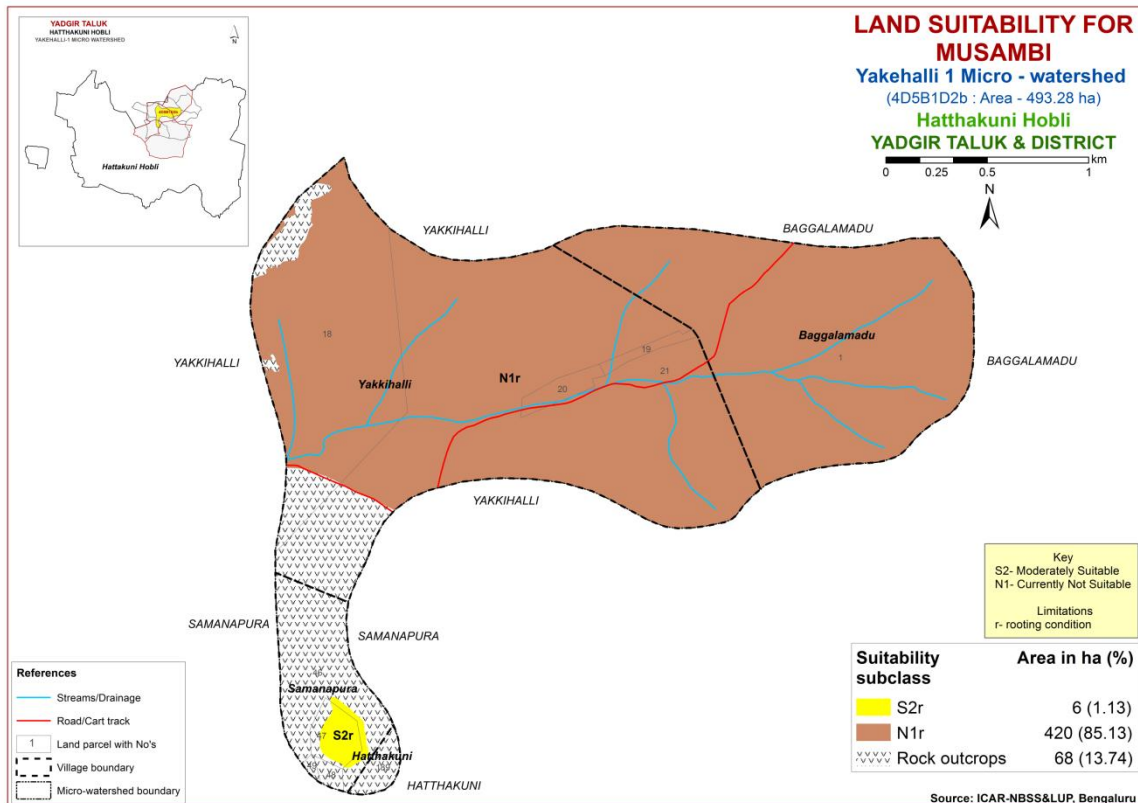 YADGIR TALUK
HATTHAKUNI HOBLI
YAKEHALLI-1 MICRO WATERSHED
N
Hattakuni Hobli
LAND SUITABILITY FOR
MUSAMBI
Yakehalli 1 Micro - watershed
(4D5B1D2b : Area - 493.28 ha)
Hatthakuni Hobli
YADGIR TALUK & DISTRICT
km
0 0.25 0.5 1
N
YAKKIHALLI
BAGGALAMADU
18
Baggalamadu
1
YAKKIHALLI
19
BAGGALAMADU
Yakkihalli
N1r
20
21
YAKKIHALLI
SAMANAPURA
SAMANAPURA
46
Samanapura
47
S2r
Hatthakuni
49
48
189
HATTHAKUNI
Key
S2- Moderately Suitable
N1- Currently Not Suitable
Limitations
r- rooting condition
References
Streams/Drainage
Road/Cart track
1 Land parcel with No's
Village boundary
Micro-watershed boundary
Suitability Area in ha (%)
subclass
S2r 6 (1.13)
N1r 420 (85.13)
Rock outcrops 68 (13.74)
Source: ICAR-NBSS&LUP, Bengaluru